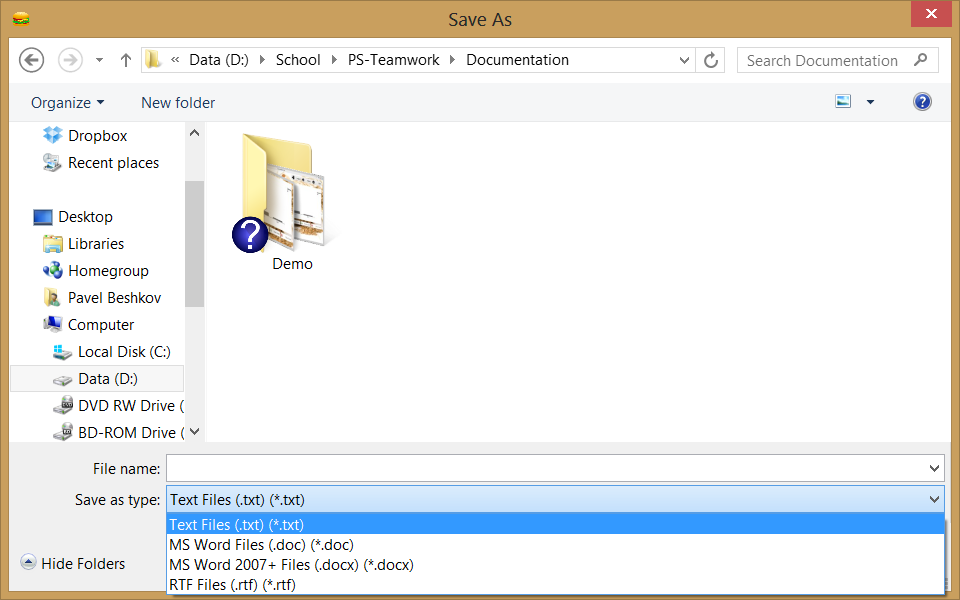 Save As
« Data (D:) School PS-Teamwork Documentation
Search Documentation
Organize
New folder
?
Dropbox
Recent places
Desktop
Libraries
Homegroup
Pavel Beshkov
Computer
Local Disk (C:)
Data (D:)
DVD RW Drive (
BD-ROM Drive (
?
Demo
File name:
Save as type: Text Files (.txt) (*.txt)
Text Files (.txt) (*.txt)
MS Word Files (.doc) (*.doc)
MS Word 2007+ Files (.docx) (*.docx)
RTF Files (.rtf) (*.rtf)
Hide Folders